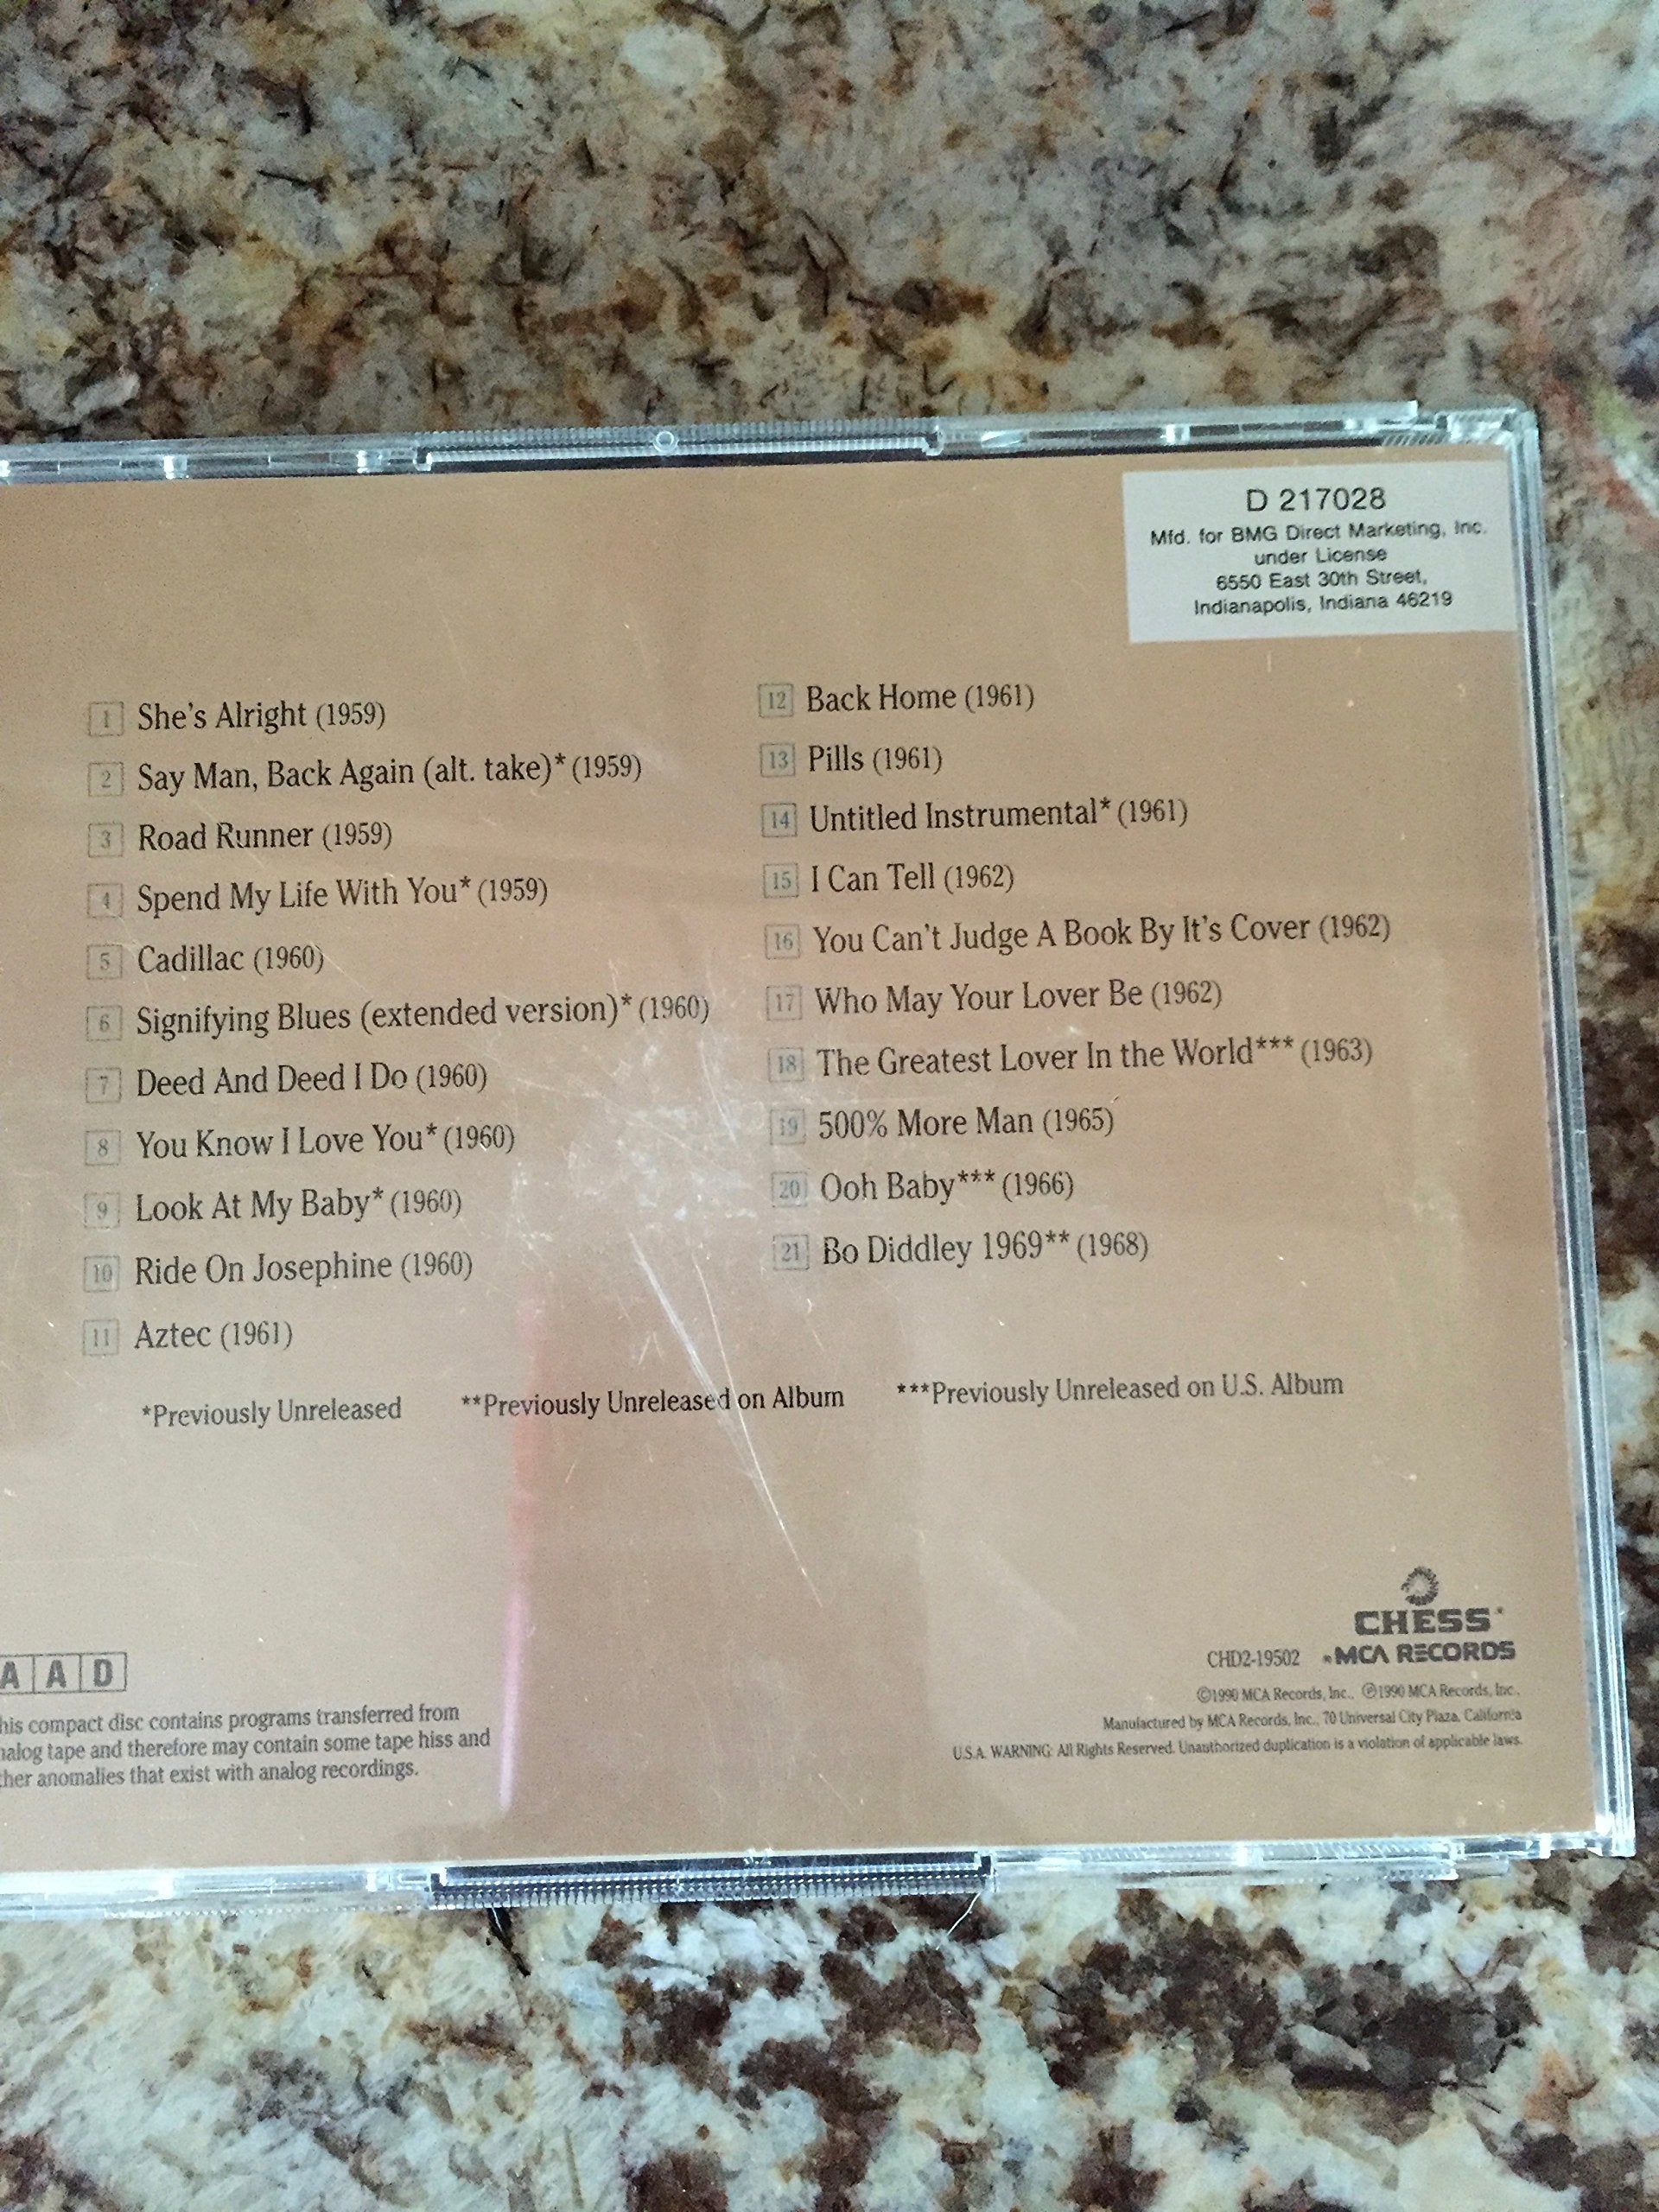 D 217028
Mfd. for BMG Direct Marketing, Inc.
under License
6550 East 30th Street,
Indianapolis, Indiana 46219
1 She's Alright (1959)
2 Say Man, Back Again (alt. take)* (1959)
3 Road Runner (1959)
4 Spend My Life With You* (1959)
5 Cadillac (1960)
6 Signifying Blues (extended version)* (1960)
7 Deed And Deed I Do (1960)
8 You Know I Love You* (1960)
9 Look At My Baby* (1960)
10 Ride On Josephine (1960)
11 Aztec (1961)
12 Back Home (1961)
13 Pills (1961)
14 Untitled Instrumental* (1961)
15 I Can Tell (1962)
16 You Can't Judge A Book By It's Cover (1962)
17 Who May Your Lover Be (1962)
18 The Greatest Lover In the World*** (1963)
19 500% More Man (1965)
20 Ooh Baby*** (1966)
21 Bo Diddley 1969** (1968)
*Previously Unreleased **Previously Unreleased on Album ***Previously Unreleased on U.S. Album
AAD
his compact disc contains programs transferred from
nalog tape and therefore may contain some tape hiss and
ther anomalies that exist with analog recordings.
CHESS
CHD2-19502 MCA RECORDS
©1990 MCA Records, Inc., ℗1990 MCA Records, Inc.,
Manufactured by MCA Records, Inc., 70 Universal City Plaza, California
U.S.A. WARNING: All Rights Reserved. Unauthorized duplication is a violation of applicable laws.